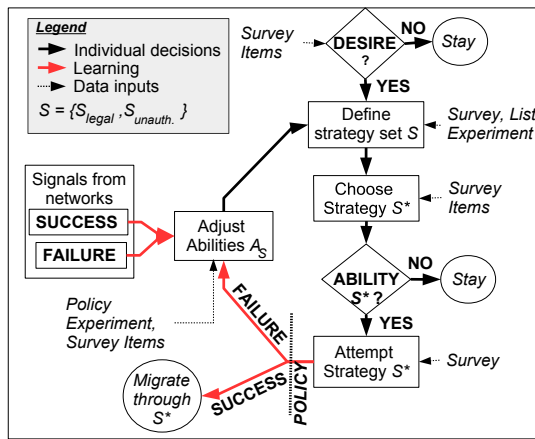 Legend
Individual decisions
Learning
Data inputs
S = {S_legal ,S_unauth. }
Survey
Items
DESIRE
?
NO
Stay
YES
Define
strategy set S
Survey, List
Experiment
Choose
Strategy S*
Survey
Items
Signals from
networks
SUCCESS
FAILURE
Adjust
Abilities A_S
ABILITY
S* ?
NO
Stay
YES
Policy
Experiment,
Survey Items
FAILURE
SUCCESS
POLICY
Attempt
Strategy S*
Survey
Migrate
through
S*